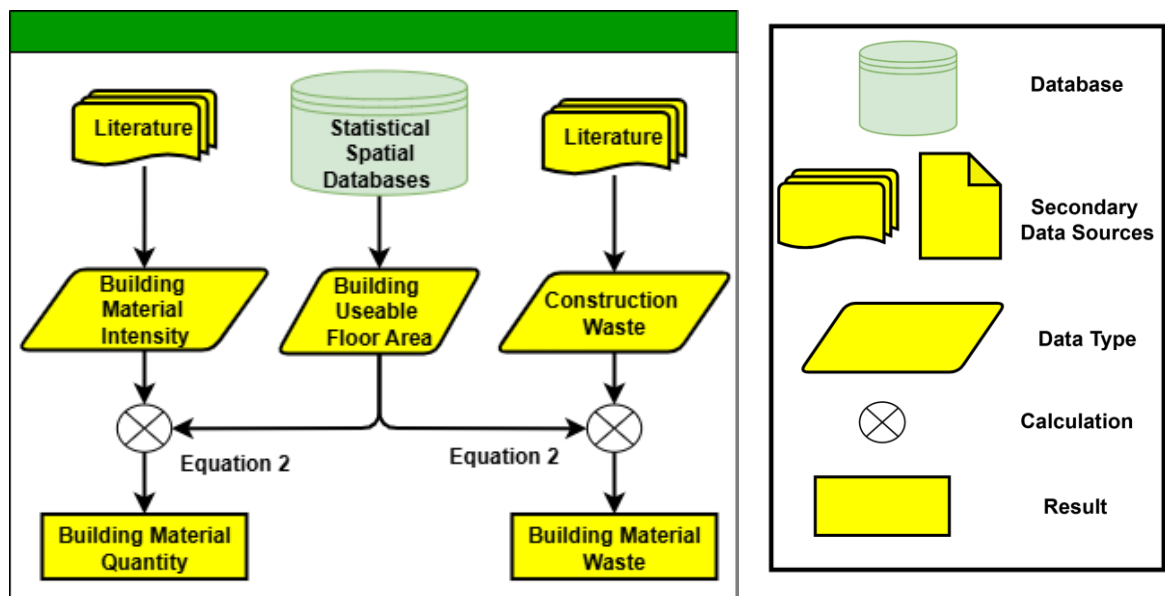 Literature
Statistical
Spatial
Databases
Literature
Building
Material
Intensity
Building
Useable
Floor Area
Construction
Waste
Equation 2
Equation 2
Building Material
Quantity
Building Material
Waste
Database
Secondary
Data Sources
Data Type
Calculation
Result